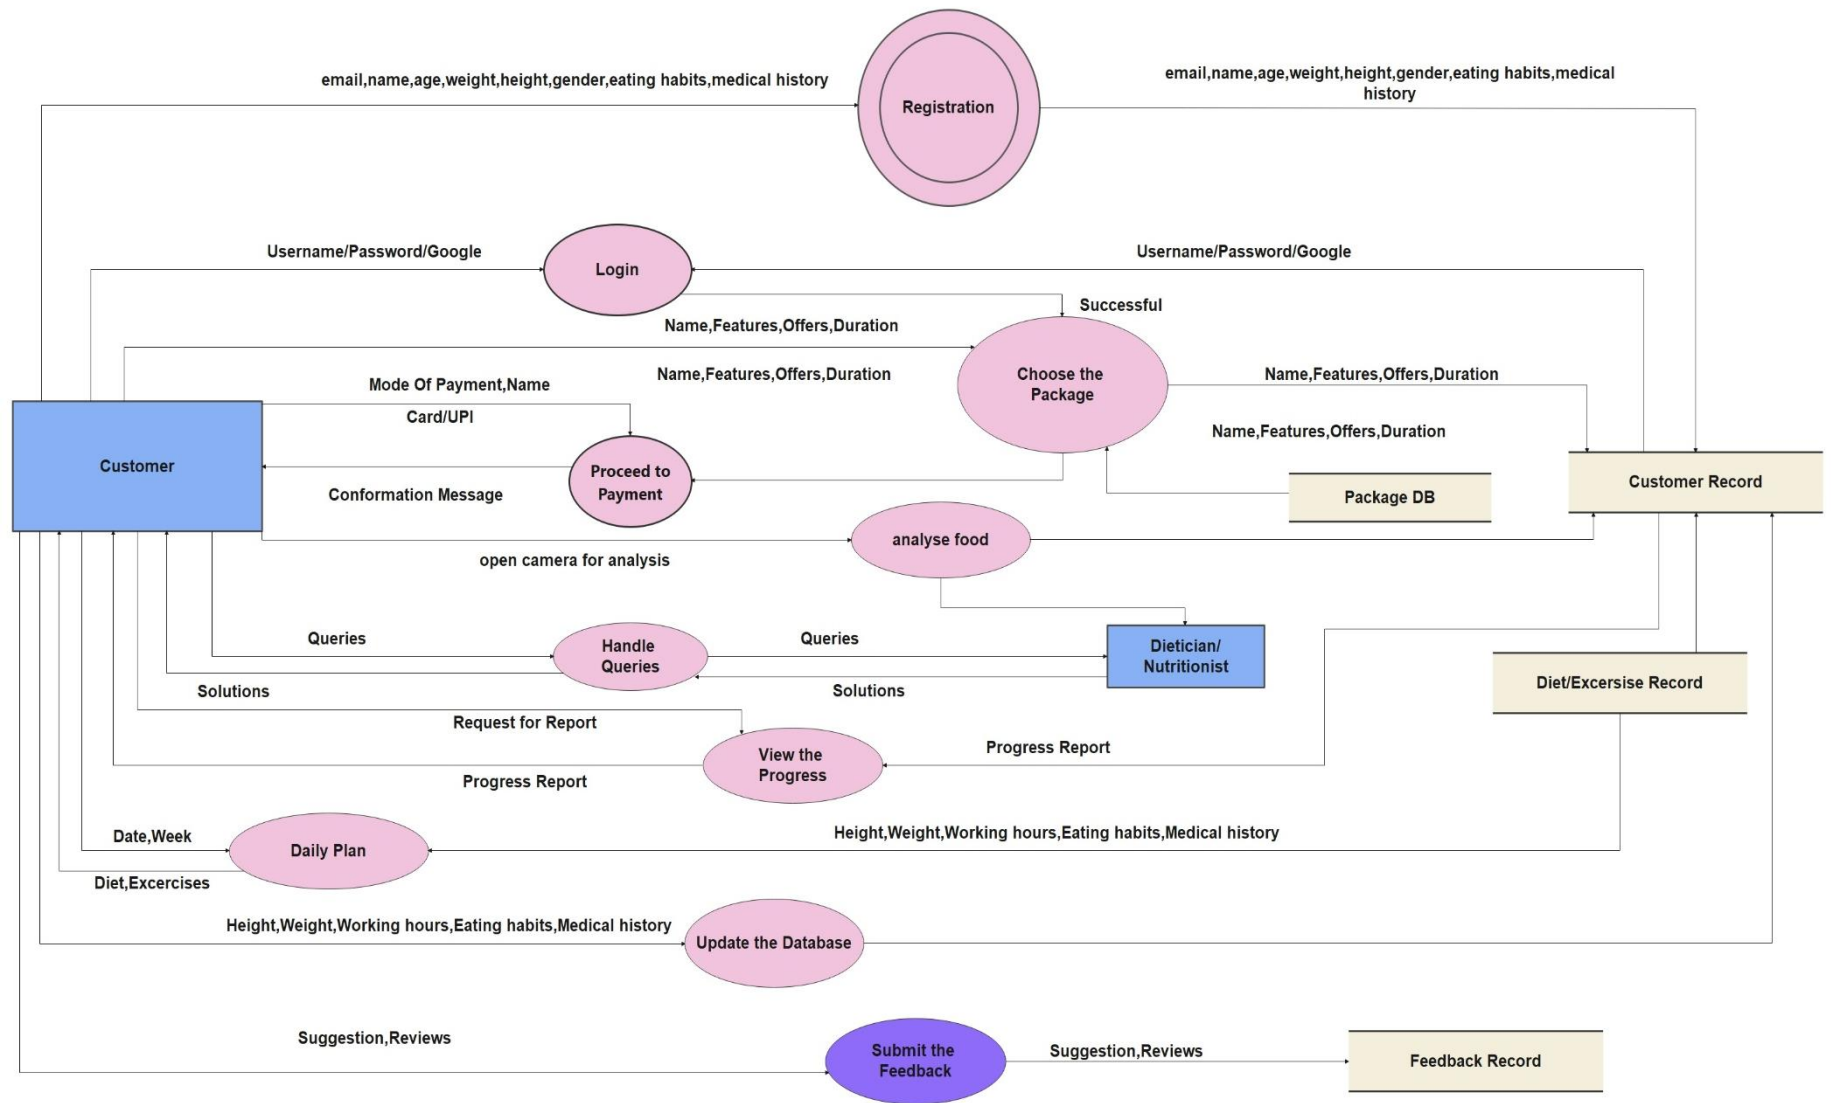 email,name,age,weight,height,gender,eating habits,medical history
email,name,age,weight,height,gender,eating habits,medical
history
Registration
Username/Password/Google
Login
Username/Password/Google
Successful
Name,Features,Offers,Duration
Name,Features,Offers,Duration
Choose the
Package
Name,Features,Offers,Duration
Mode Of Payment,Name
Card/UPI
Name,Features,Offers,Duration
Customer
Proceed to
Payment
Conformation Message
Package DB
Customer Record
analyse food
open camera for analysis
Queries
Handle
Queries
Queries
Dietician/
Nutritionist
Solutions
Solutions
Diet/Excersise Record
Request for Report
View the
Progress
Progress Report
Progress Report
Date,Week
Daily Plan
Height,Weight,Working hours,Eating habits,Medical history
Diet,Excercises
Height,Weight,Working hours,Eating habits,Medical history
Update the Database
Suggestion,Reviews
Submit the
Feedback
Suggestion,Reviews
Feedback Record